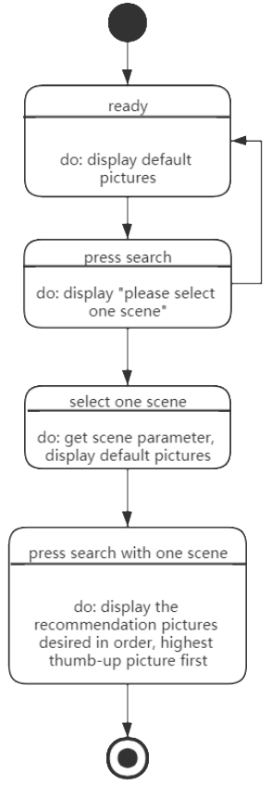 ready
do: display default
pictures
press search
do: display "please select
one scene"
select one scene
do: get scene parameter,
display default pictures
press search with one scene
do: display the
recommendation pictures
desired in order, highest
thumb-up picture first